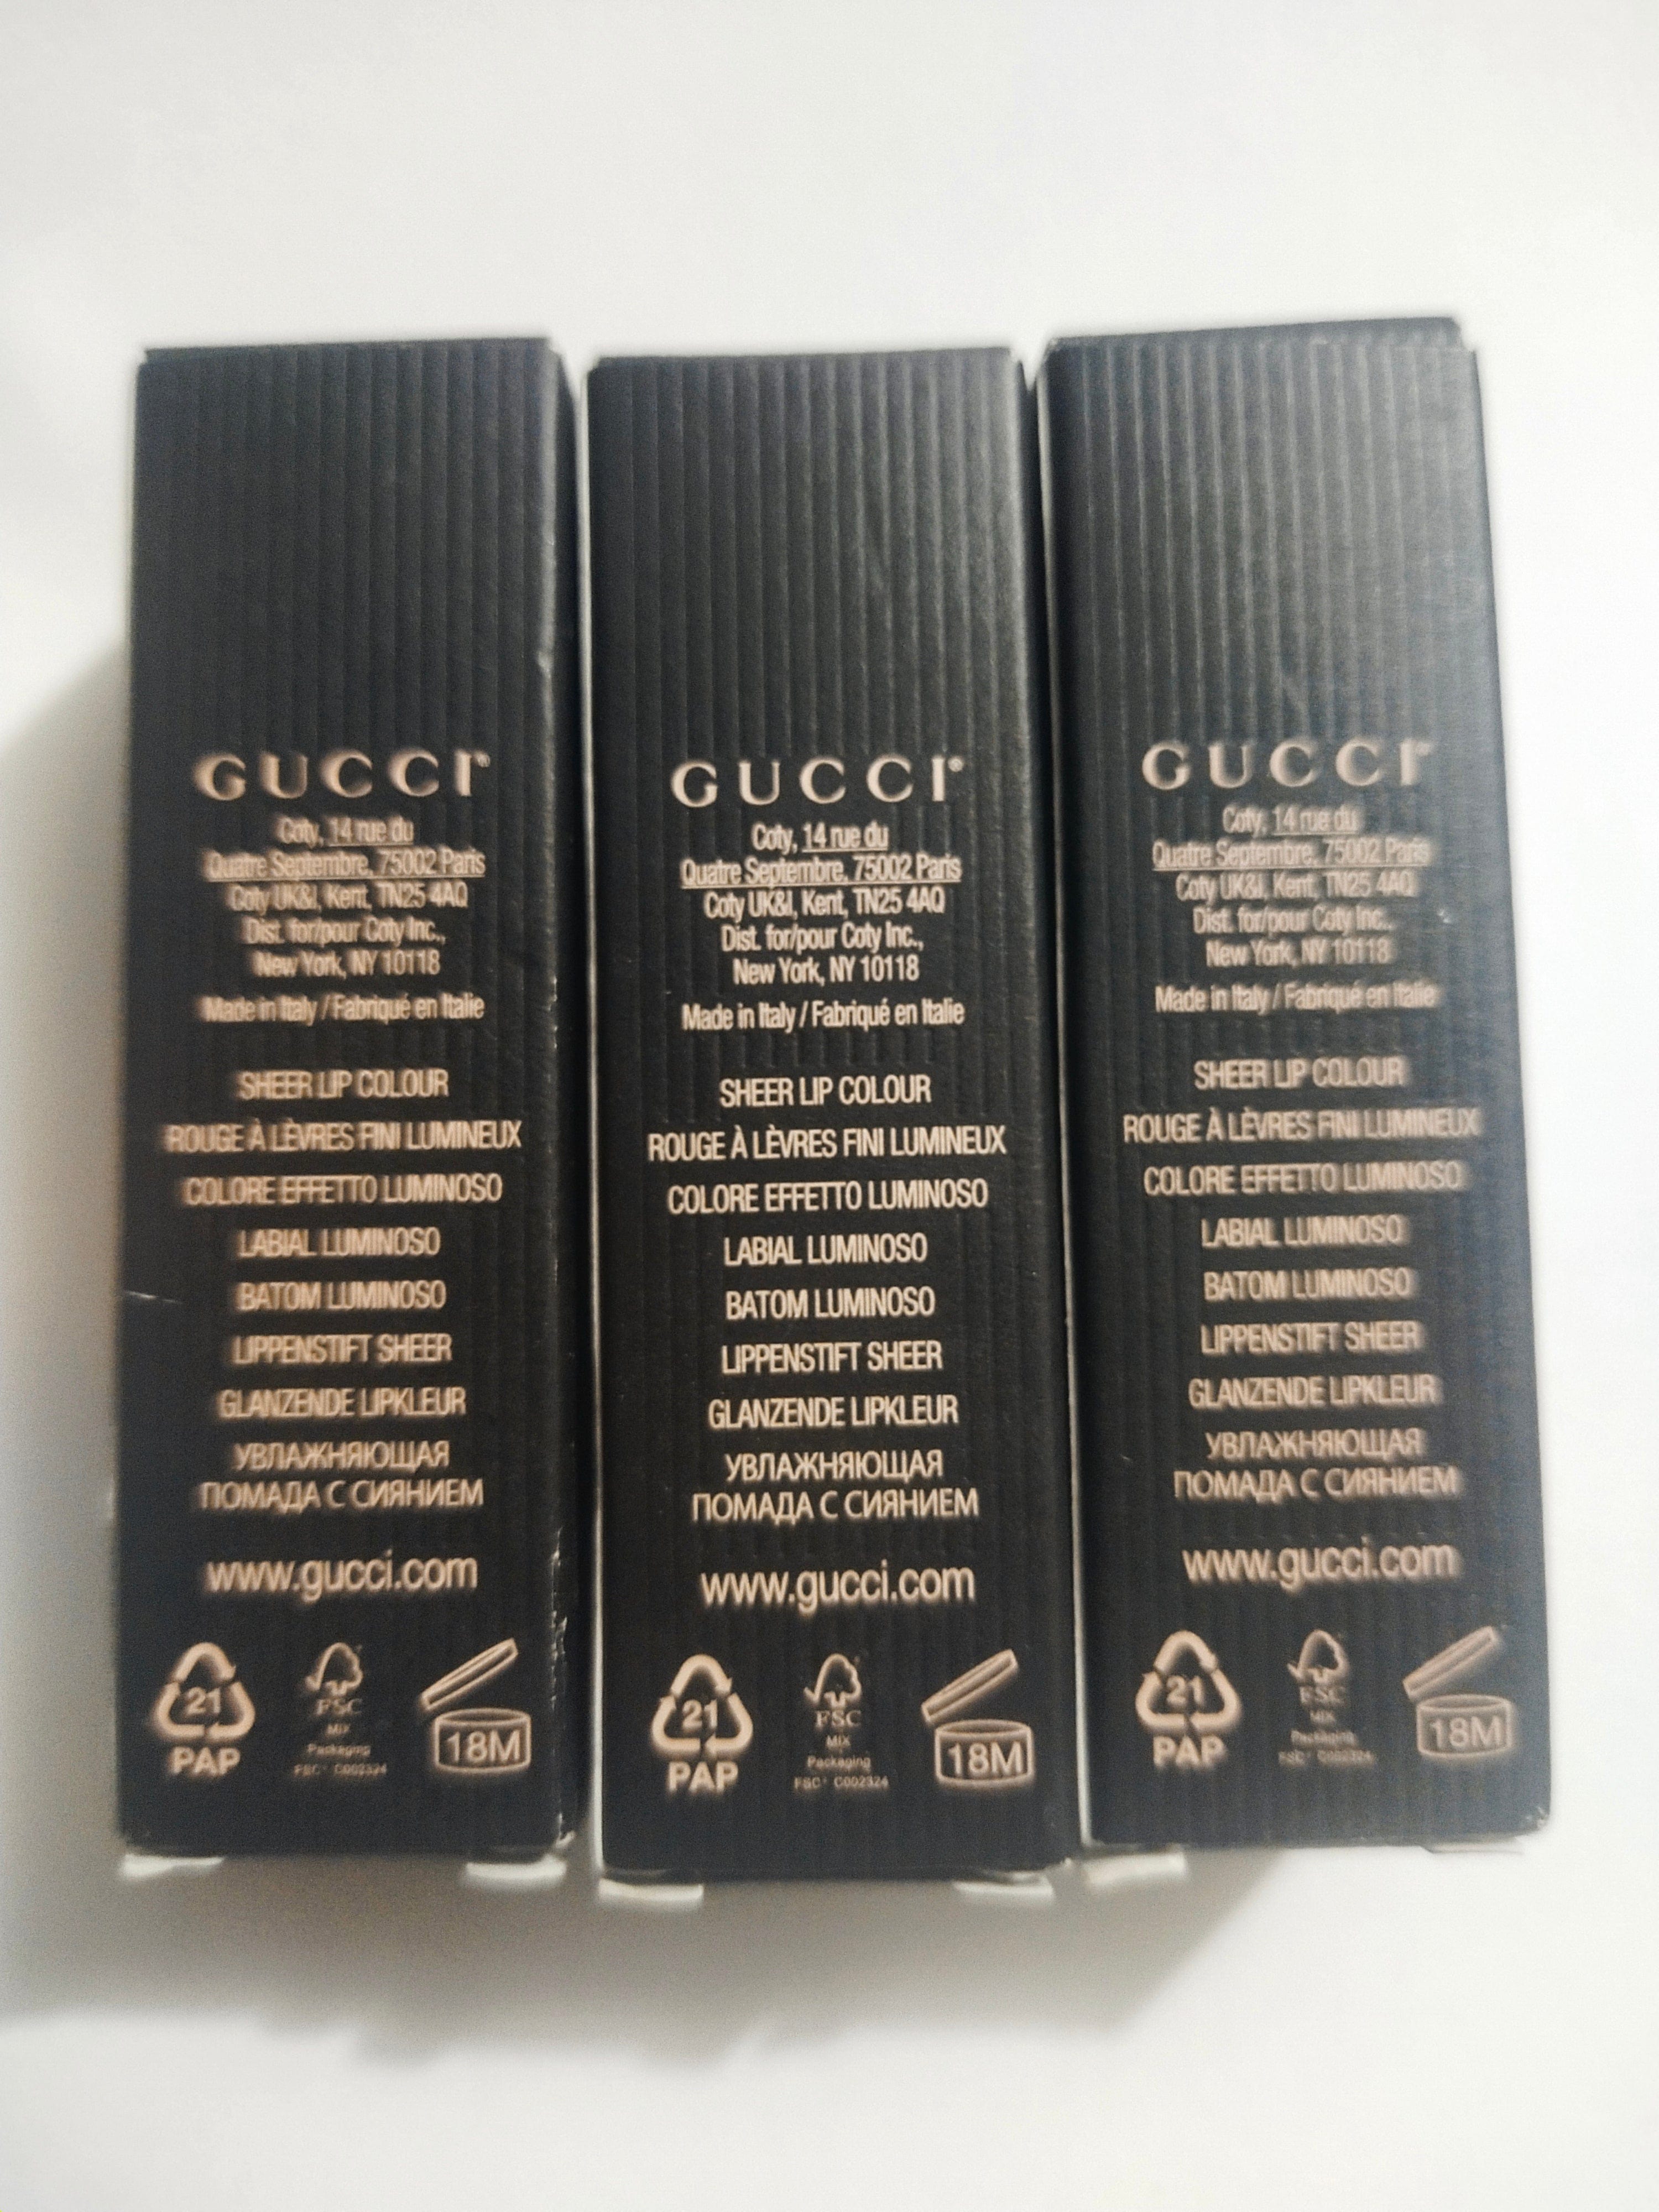 GUCCI®
Coty, 14 rue du
Quatre Septembre, 75002 Paris
Coty UK&I, Kent, TN25 4AQ
Dist. for/pour Coty Inc.,
New York, NY 10118
Made in Italy / Fabriqué en Italie
SHEER LIP COLOUR
ROUGE À LÈVRES FINI LUMINEUX
COLORE EFFETTO LUMINOSO
LABIAL LUMINOSO
BATOM LUMINOSO
LIPPENSTIFT SHEER
GLANZENDE LIPKLEUR
УВЛАЖНЯЮЩАЯ
ПОМАДА С СИЯНИЕМ
www.gucci.com
21
PAP
FSC
MIX
Packaging
FSC® C002324
18M
GUCCI®
Coty, 14 rue du
Quatre Septembre, 75002 Paris
Coty UK&I, Kent, TN25 4AQ
Dist. for/pour Coty Inc.,
New York, NY 10118
Made in Italy / Fabriqué en Italie
SHEER LIP COLOUR
ROUGE À LÈVRES FINI LUMINEUX
COLORE EFFETTO LUMINOSO
LABIAL LUMINOSO
BATOM LUMINOSO
LIPPENSTIFT SHEER
GLANZENDE LIPKLEUR
УВЛАЖНЯЮЩАЯ
ПОМАДА С СИЯНИЕМ
www.gucci.com
21
PAP
FSC
MIX
Packaging
FSC® C002324
18M
GUCCI®
Coty, 14 rue du
Quatre Septembre, 75002 Paris
Coty UK&I, Kent, TN25 4AQ
Dist. for/pour Coty Inc.,
New York, NY 10118
Made in Italy / Fabriqué en Italie
SHEER LIP COLOUR
ROUGE À LÈVRES FINI LUMINEUX
COLORE EFFETTO LUMINOSO
LABIAL LUMINOSO
BATOM LUMINOSO
LIPPENSTIFT SHEER
GLANZENDE LIPKLEUR
УВЛАЖНЯЮЩАЯ
ПОМАДА С СИЯНИЕМ
www.gucci.com
21
PAP
FSC
MIX
Packaging
FSC® C002324
18M